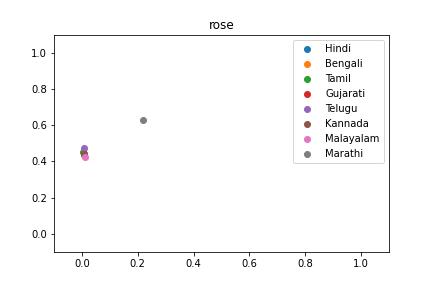 rose
1.0
0.8
0.6
0.4
0.2
0.0
0.0 0.2 0.4 0.6 0.8 1.0
Hindi
Bengali
Tamil
Gujarati
Telugu
Kannada
Malayalam
Marathi